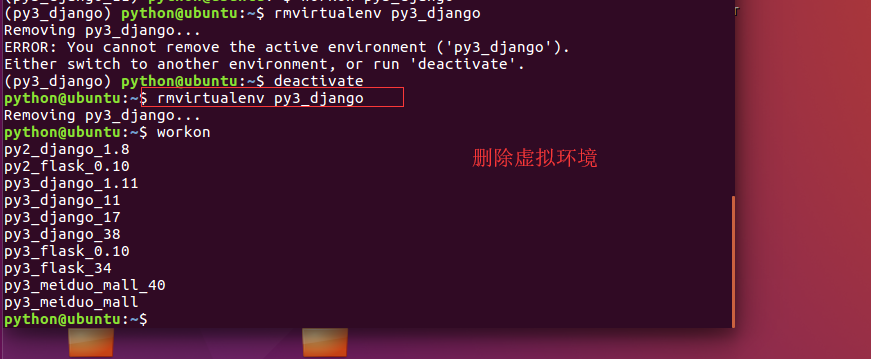 (py3_django) python@ubuntu:~$ rmvirtualenv py3_django
Removing py3_django...
ERROR: You cannot remove the active environment ('py3_django').
Either switch to another environment, or run 'deactivate'.
(py3_django) python@ubuntu:~$ deactivate
python@ubuntu:~$ rmvirtualenv py3_django
Removing py3_django...
python@ubuntu:~$ workon
py2_django_1.8
删除虚拟环境
py2_flask_0.10
py3_django_1.11
py3_django_11
py3_django_17
py3_django_38
py3_flask_0.10
py3_flask_34
py3_meiduo_mall_40
py3_meiduo_mall
python@ubuntu:~$